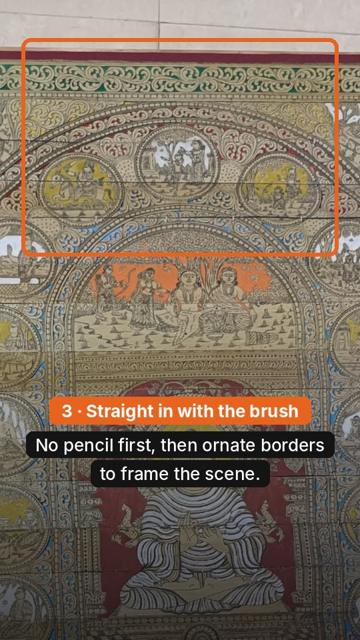 3 · Straight in with the brush
No pencil first, then ornate borders
to frame the scene.